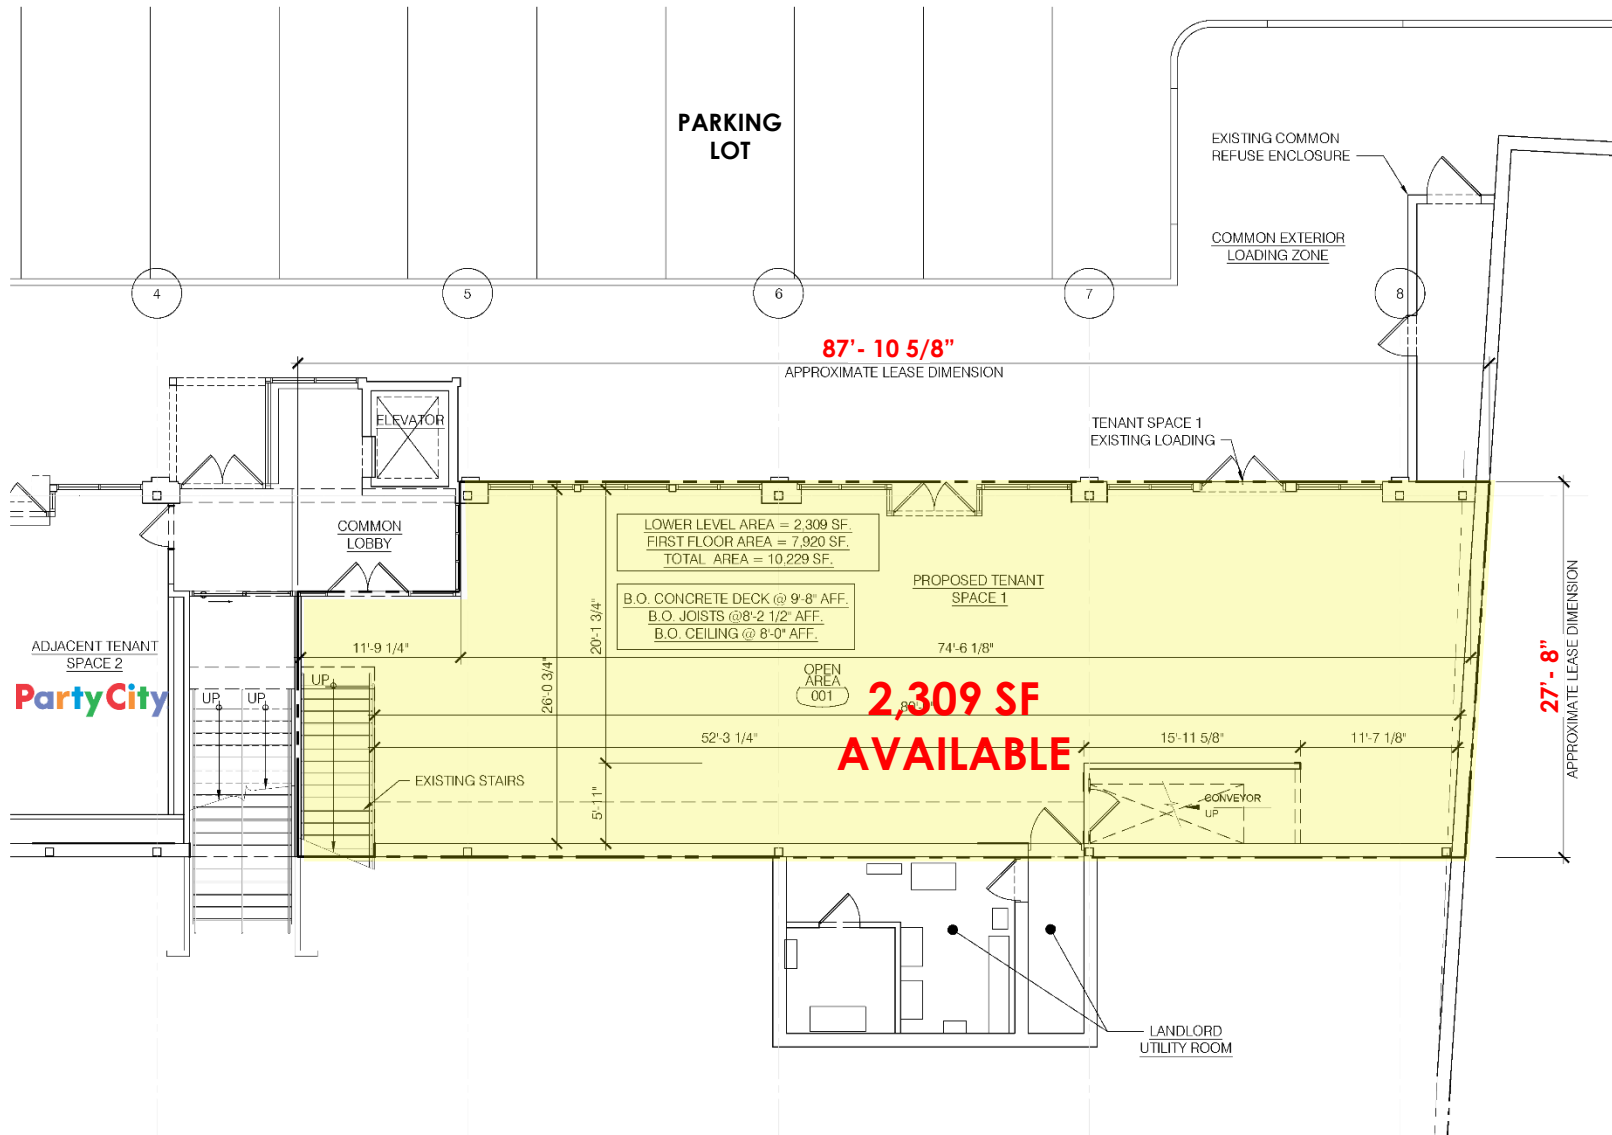 PARKING
LOT
EXISTING COMMON
REFUSE ENCLOSURE
COMMON EXTERIOR
LOADING ZONE
4
5
6
7
8
87'- 10 5/8"
APPROXIMATE LEASE DIMENSION
ELEVATOR
TENANT SPACE 1
EXISTING LOADING
COMMON
LOBBY
LOWER LEVEL AREA = 2,309 SF.
FIRST FLOOR AREA = 7,920 SF.
TOTAL AREA = 10,229 SF.
B.O. CONCRETE DECK @ 9'-8" AFF.
B.O. JOISTS @8'-2 1/2" AFF.
B.O. CEILING @ 8'-0" AFF.
PROPOSED TENANT
SPACE 1
ADJACENT TENANT
SPACE 2
PartyCity
11'-9 1/4"
20'-1 3/4"
74'-6 1/8"
26'-0 3/4"
27'- 8"
APPROXIMATE LEASE DIMENSION
UP
UP
UP
OPEN
AREA
001
2,309 SF
AVAILABLE
52'-3 1/4"
15'-11 5/8"
11'-7 1/8"
EXISTING STAIRS
5'-11"
CONVEYOR
UP
LANDLORD
UTILITY ROOM